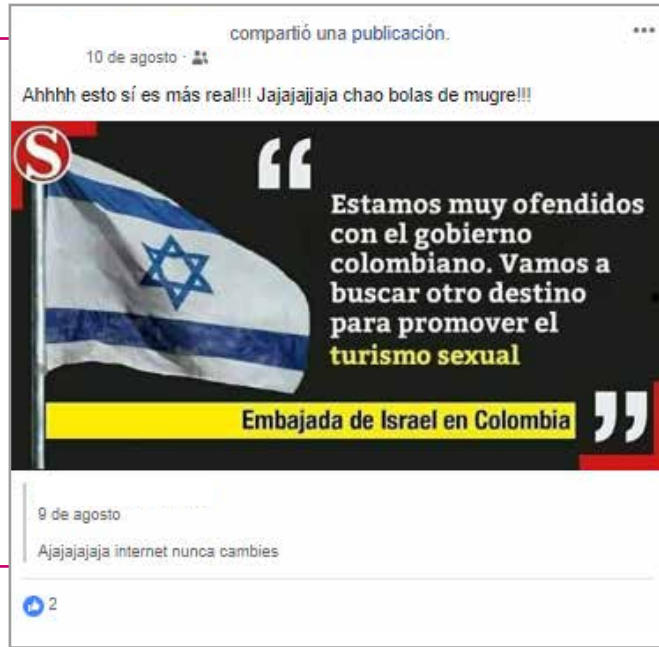 compartió una publicación.
10 de agosto ·
Ahhhh esto sí es más real!!! Jajajajjaja chao bolas de mugre!!!
S
“
Estamos muy ofendidos
con el gobierno
colombiano. Vamos a
buscar otro destino
para promover el
turismo sexual
Embajada de Israel en Colombia
”
9 de agosto
Ajajajajaja internet nunca cambies
2